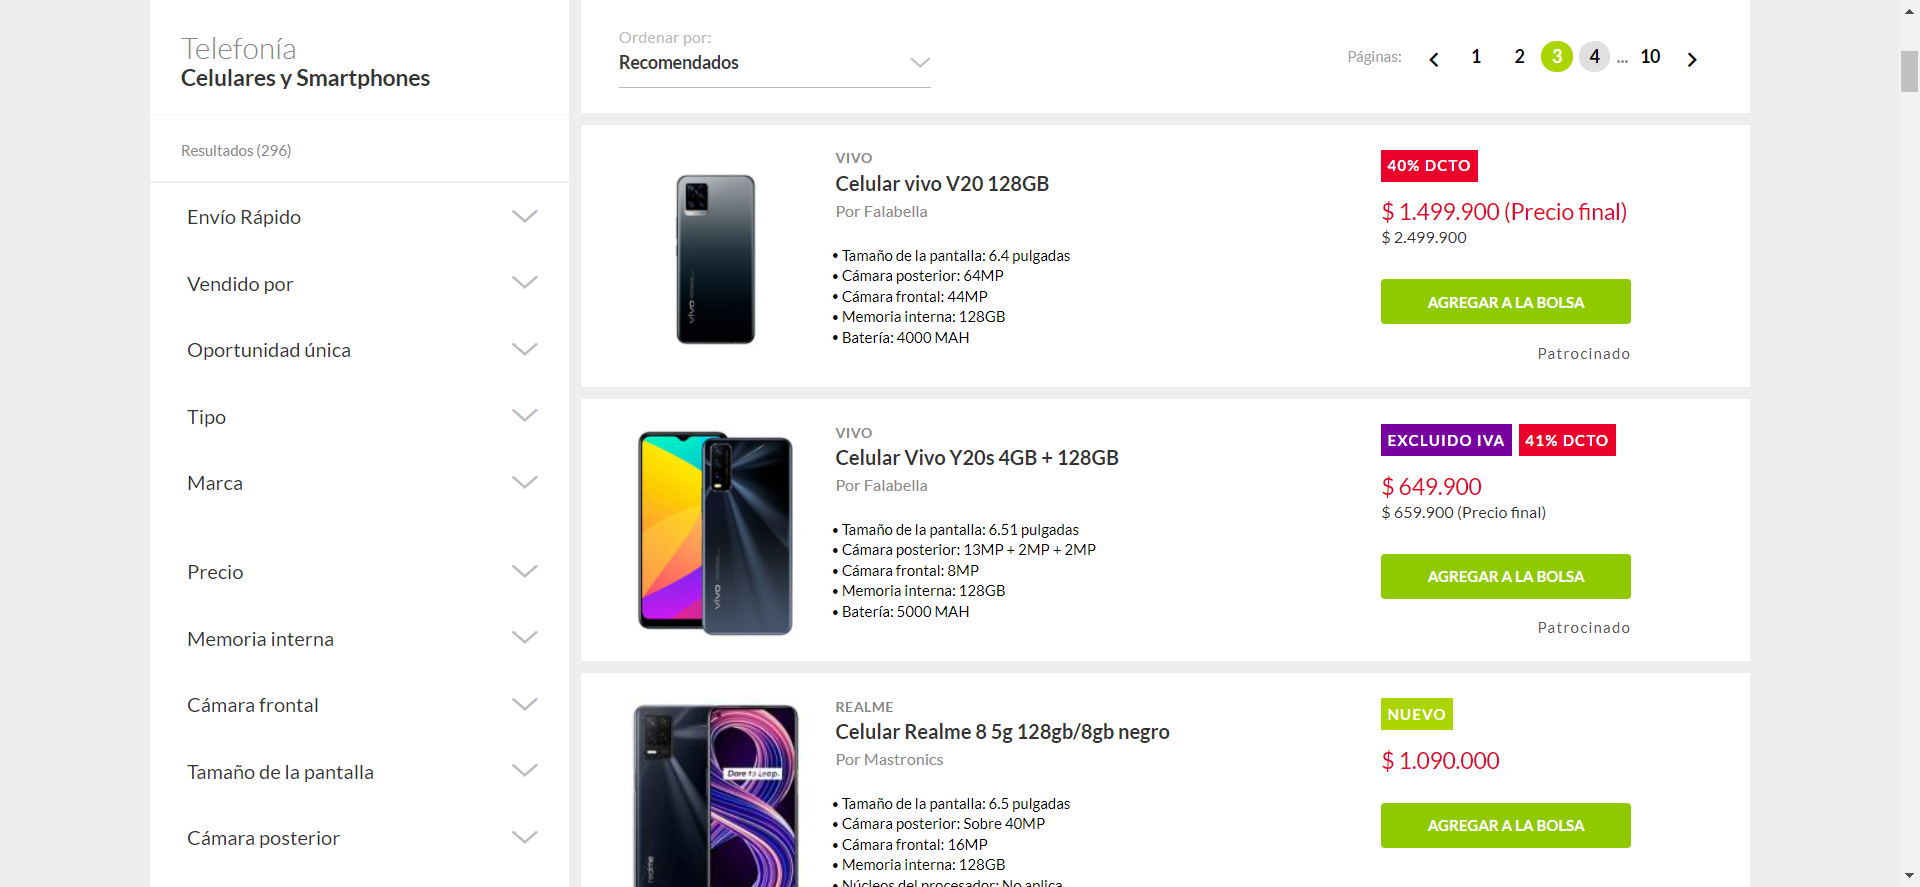 Telefonía
Celulares y Smartphones
Resultados (296)
Envío Rápido
Vendido por
Oportunidad única
Tipo
Marca
Precio
Memoria interna
Cámara frontal
Tamaño de la pantalla
Cámara posterior
Ordenar por:
Recomendados
Páginas: 1 2 3 4 ... 10
VIVO
Celular vivo V20 128GB
Por Falabella
• Tamaño de la pantalla: 6.4 pulgadas
• Cámara posterior: 64MP
• Cámara frontal: 44MP
• Memoria interna: 128GB
• Batería: 4000 MAH
40% DCTO
$ 1.499.900 (Precio final)
$ 2.499.900
AGREGAR A LA BOLSA
Patrocinado
vivo
VIVO
Celular Vivo Y20s 4GB + 128GB
Por Falabella
• Tamaño de la pantalla: 6.51 pulgadas
• Cámara posterior: 13MP + 2MP + 2MP
• Cámara frontal: 8MP
• Memoria interna: 128GB
• Batería: 5000 MAH
EXCLUIDO IVA 41% DCTO
$ 649.900
$ 659.900 (Precio final)
AGREGAR A LA BOLSA
Patrocinado
vivo
REALME
Celular Realme 8 5g 128gb/8gb negro
Por Mastronics
• Tamaño de la pantalla: 6.5 pulgadas
• Cámara posterior: Sobre 40MP
• Cámara frontal: 16MP
• Memoria interna: 128GB
• Núcleos del procesador: No aplica
NUEVO
$ 1.090.000
AGREGAR A LA BOLSA
Dare to Leap.
realme